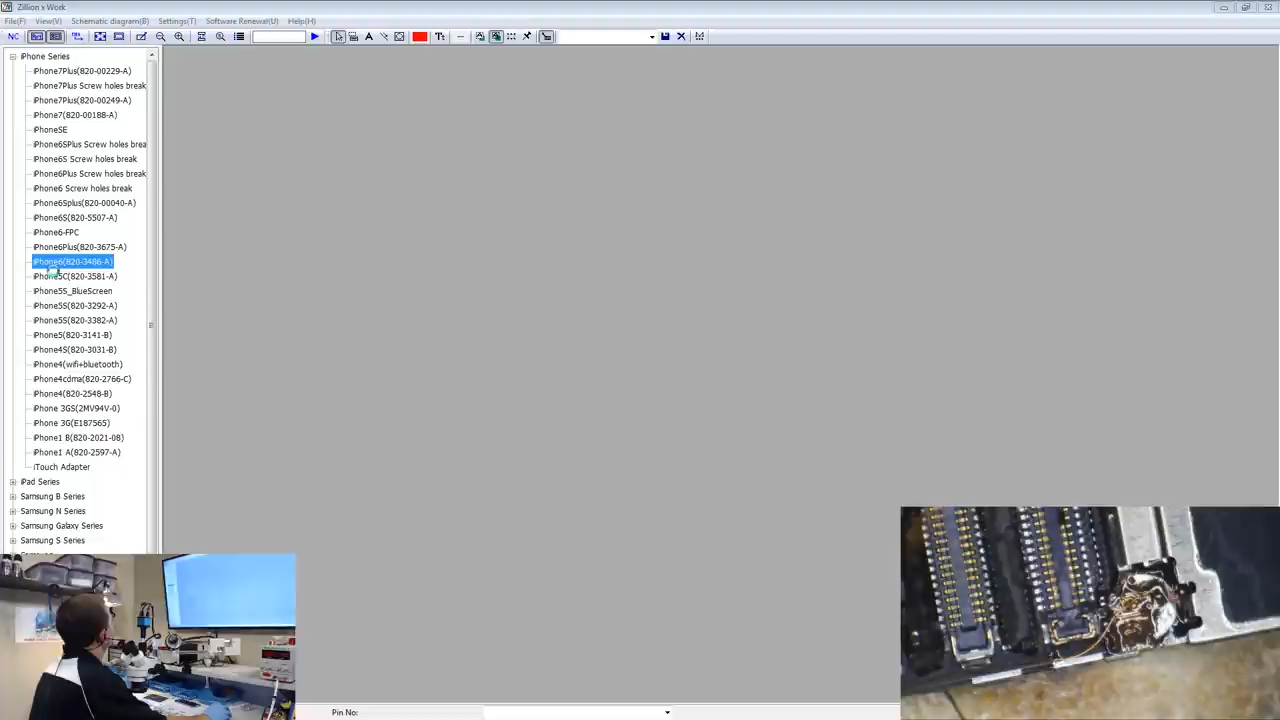 Zillion x Work
File(F) View(V) Schematic diagram(B) Settings(T) Software Renewal(U) Help(H)
NC
iPhone Series
iPhone7Plus(820-00229-A)
iPhone7Plus Screw holes break
iPhone7Plus(820-00249-A)
iPhone7(820-00188-A)
iPhoneSE
iPhone6SPlus Screw holes brea
iPhone6S Screw holes break
iPhone6Plus Screw holes break
iPhone6 Screw holes break
iPhone6Splus(820-00040-A)
iPhone6S(820-5507-A)
iPhone6-FPC
iPhone6Plus(820-3675-A)
iPhone6(820-3486-A)
iPhone5C(820-3581-A)
iPhone5S_BlueScreen
iPhone5S(820-3292-A)
iPhone5S(820-3382-A)
iPhone5(820-3141-B)
iPhone4S(820-3031-B)
iPhone4(wifi+bluetooth)
iPhone4cdma(820-2766-C)
iPhone4(820-2548-B)
iPhone 3GS(2MV94V-0)
iPhone 3G(E187565)
iPhone1 B(820-2021-08)
iPhone1 A(820-2597-A)
iTouch Adapter
iPad Series
Samsung B Series
Samsung N Series
Samsung Galaxy Series
Samsung S Series
Pin No: